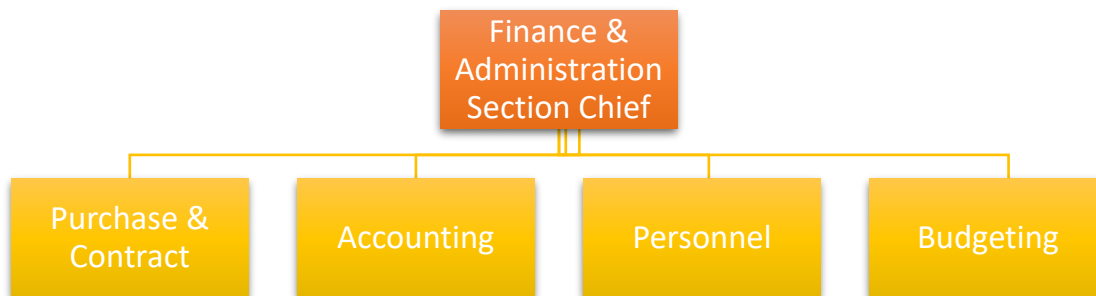 Finance &
Administration
Section Chief
Purchase &
Contract
Accounting
Personnel
Budgeting